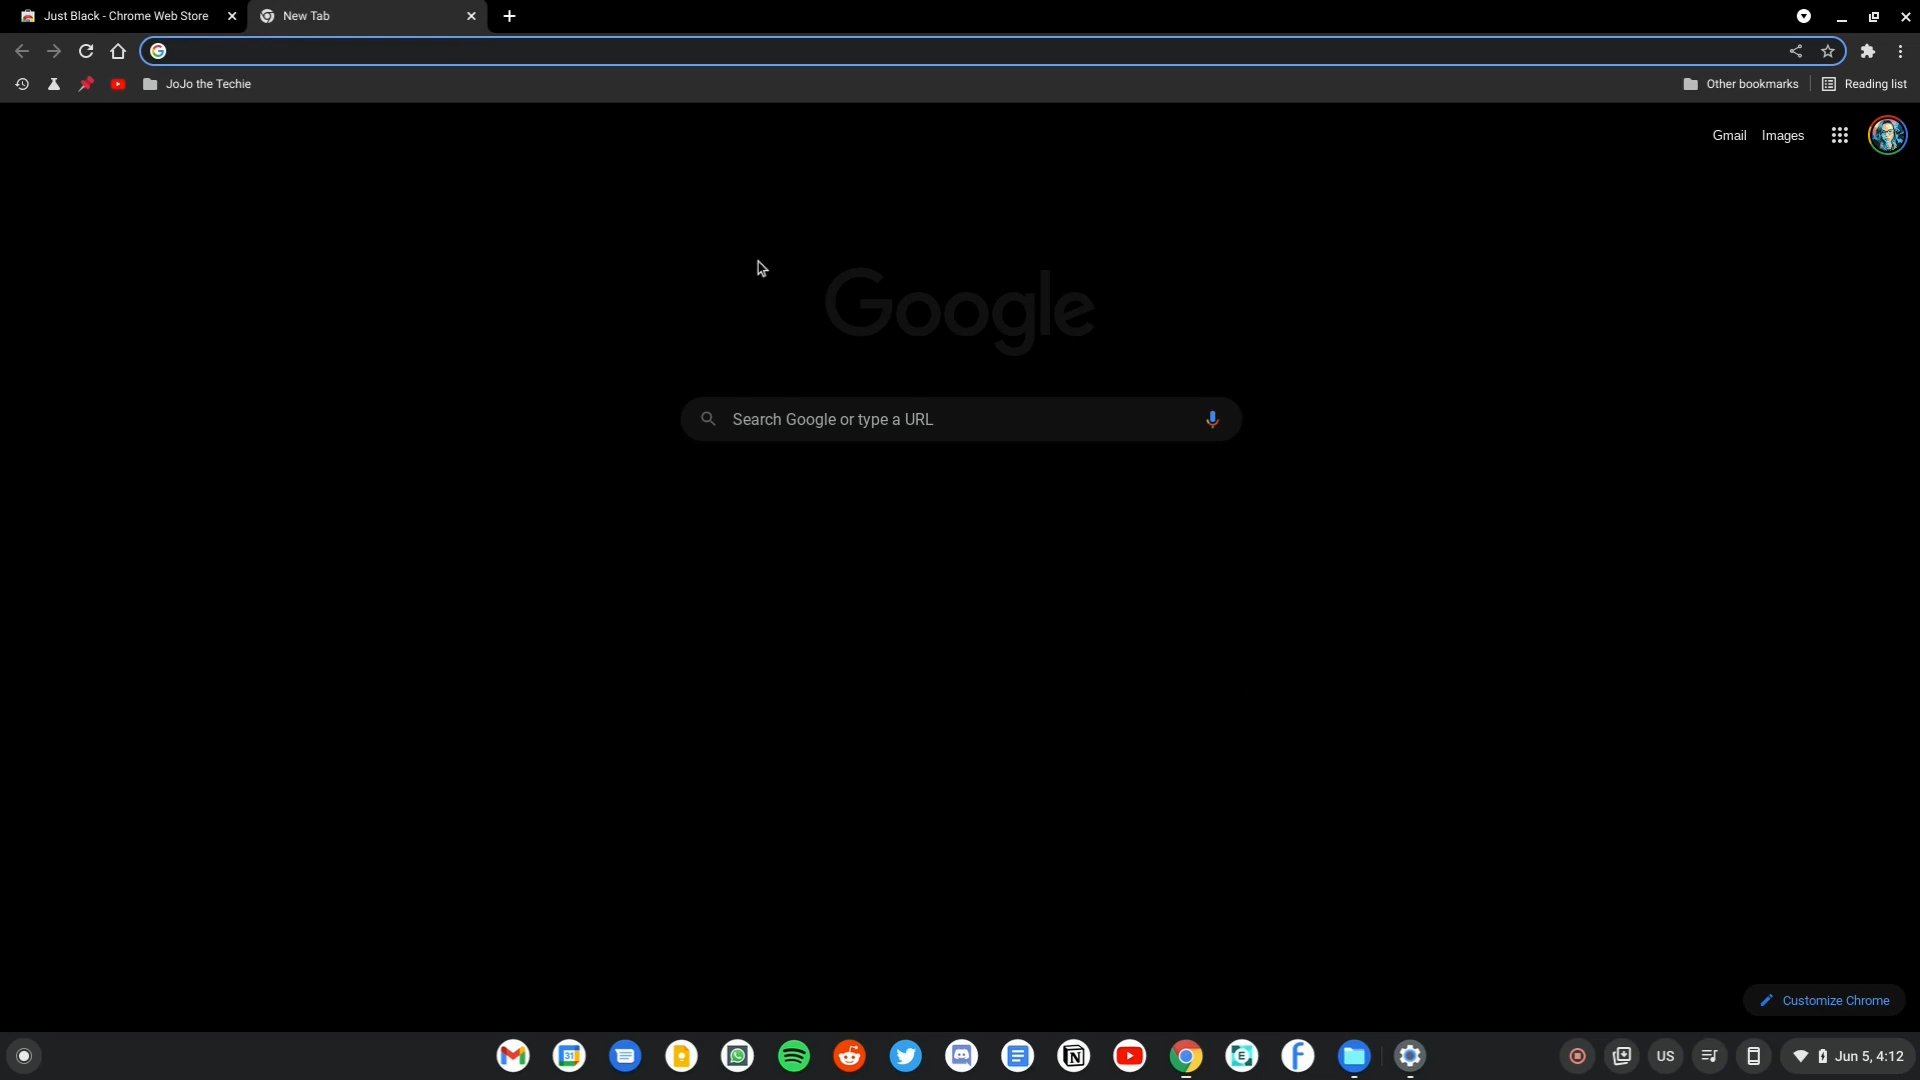 Just Black - Chrome Web Store
New Tab
JoJo the Techie
Other bookmarks
Reading list
Gmail
Images
Google
Search Google or type a URL
Customize Chrome
31
E
US
Jun 5, 4:12